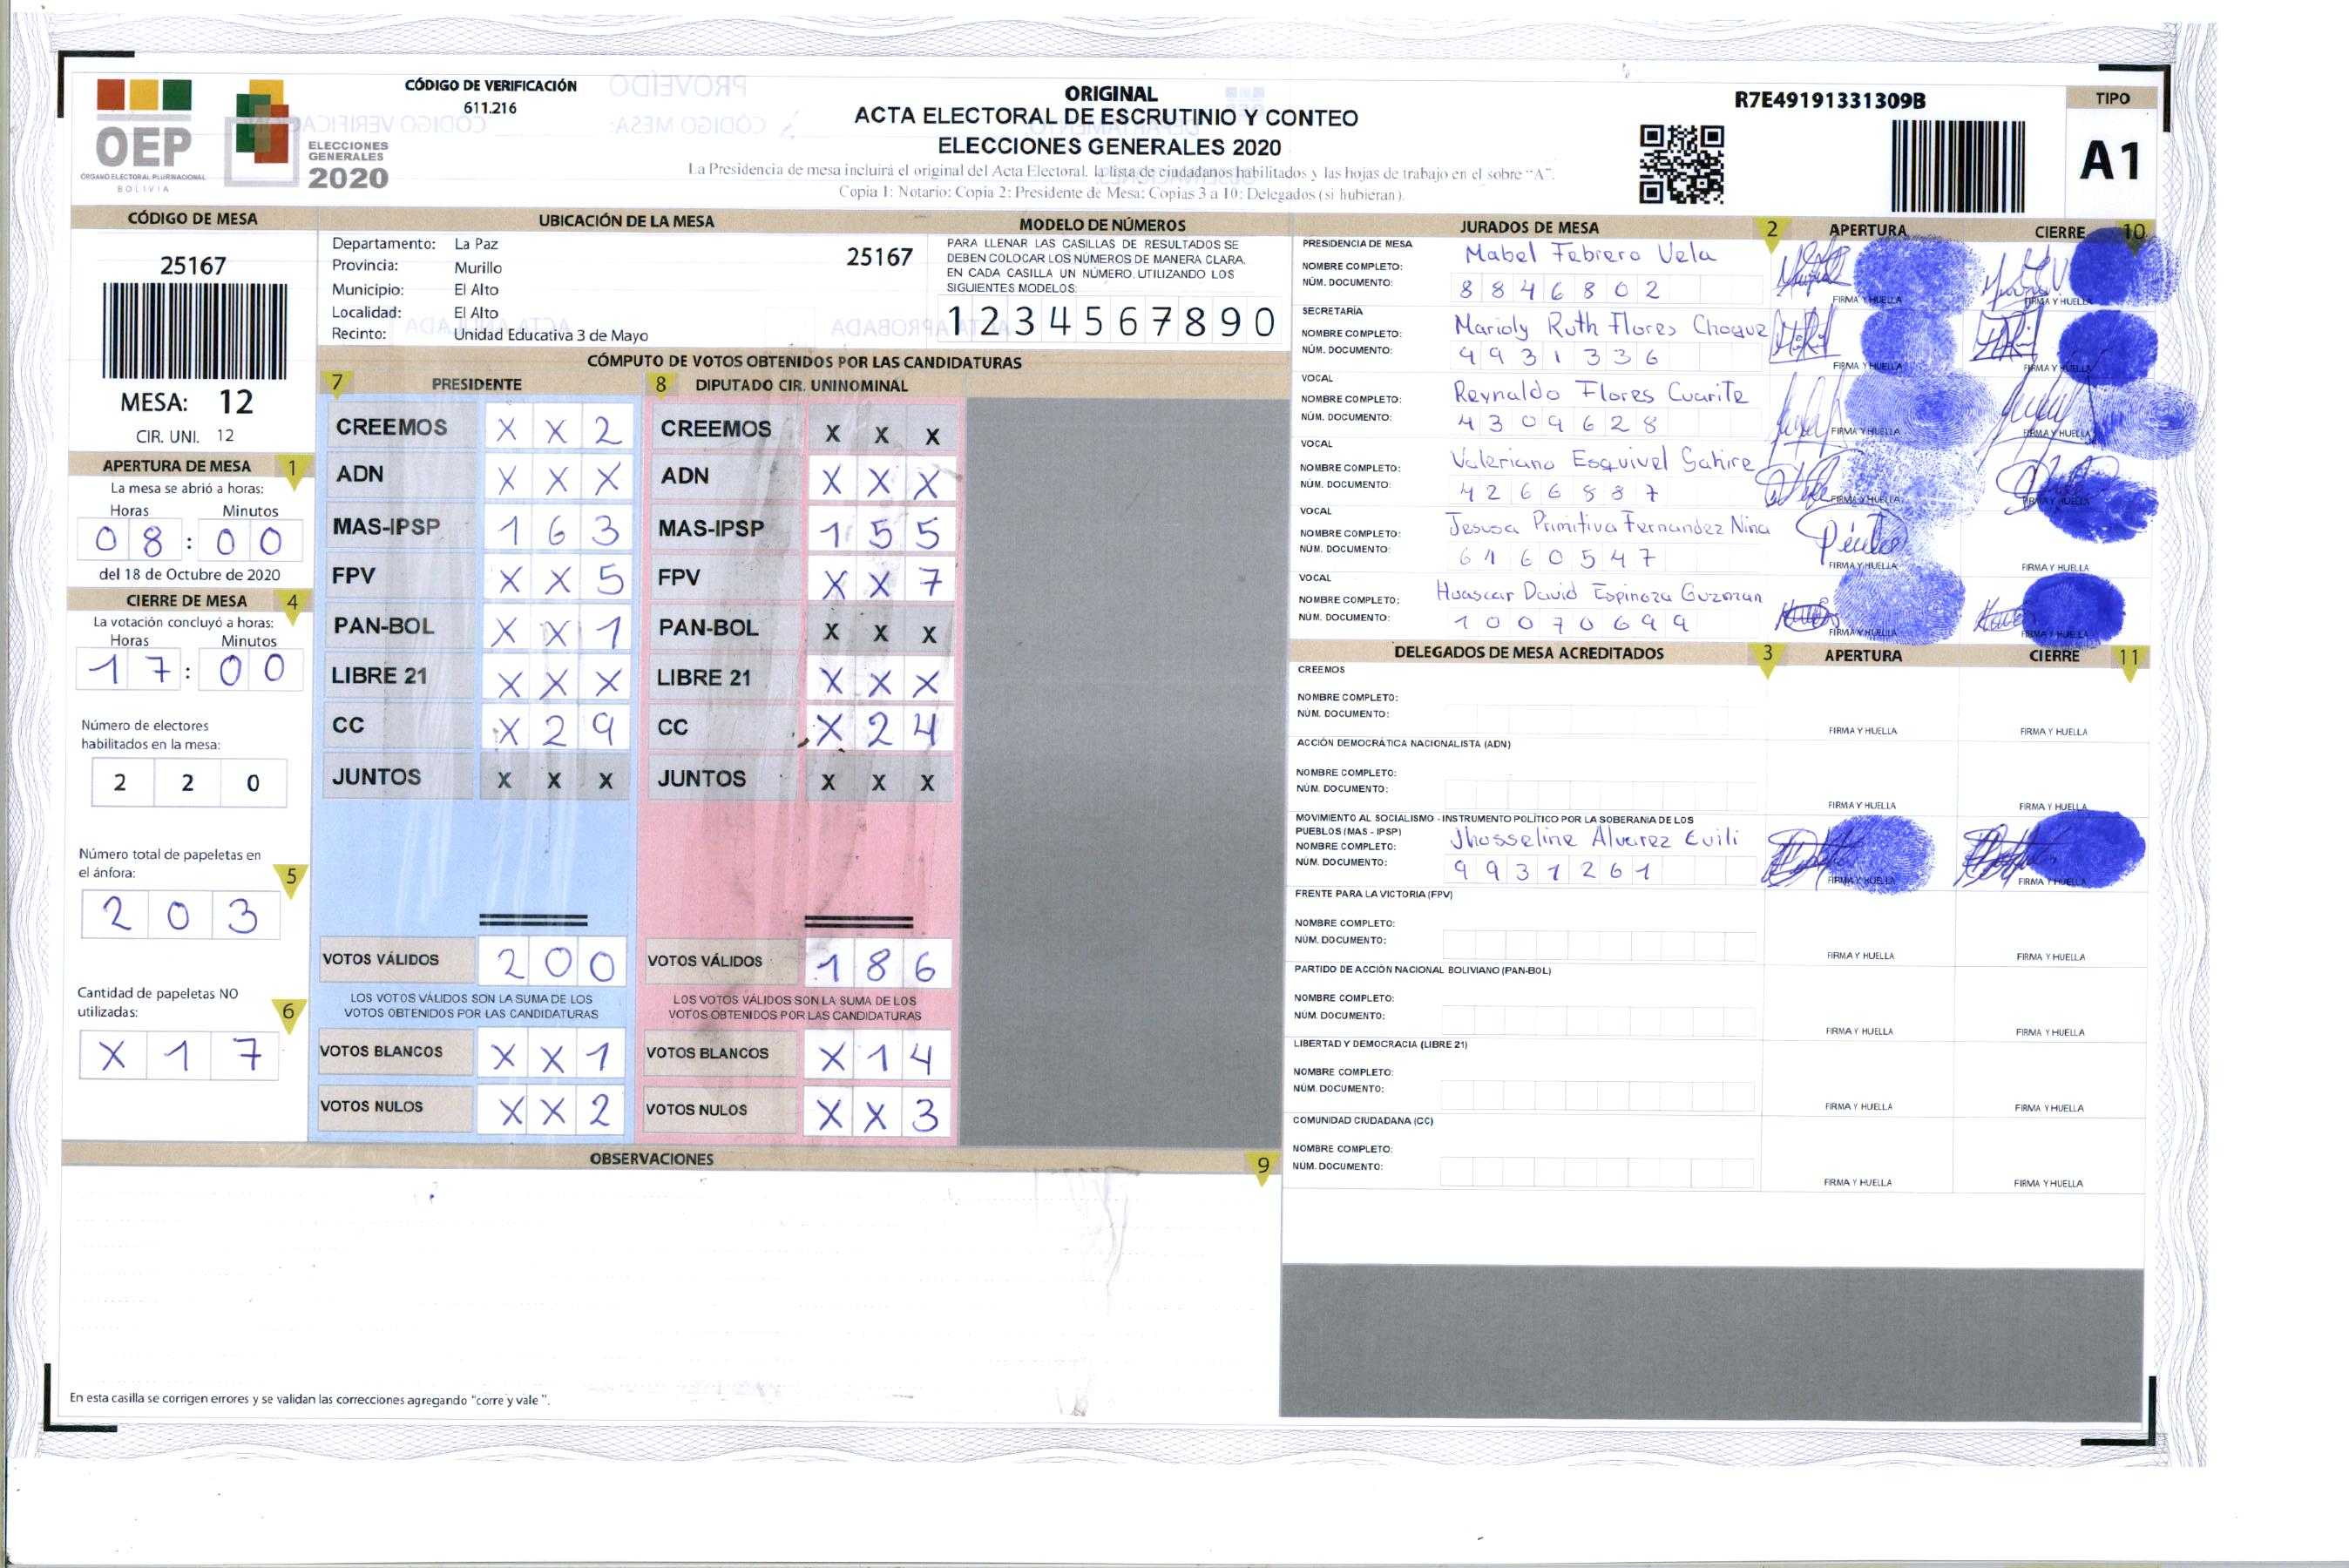 CÓDIGO DE VERIFICACIÓN
611.216
OEP
ÓRGANO ELECTORAL PLURINACIONAL
BOLIVIA
ELECCIONES
GENERALES
2020
ORIGINAL
ACTA ELECTORAL DE ESCRUTINIO Y CONTEO
ELECCIONES GENERALES 2020
La Presidencia de mesa incluirá el original del Acta Electoral, la lista de ciudadanos habilitados y las hojas de trabajo en el sobre "A".
Copia 1: Notario; Copia 2: Presidente de Mesa; Copias 3 a 10: Delegados (si hubieran).
R7E49191331309B
TIPO
A1
CÓDIGO DE MESA
25167
MESA: 12
CIR. UNI. 12
APERTURA DE MESA 1
La mesa se abrió a horas:
Horas Minutos
0 8 : 0 0
del 18 de Octubre de 2020
CIERRE DE MESA 4
La votación concluyó a horas:
Horas Minutos
1 7 : 0 0
Número de electores
habilitados en la mesa:
2 2 0
Número total de papeletas en
el ánfora: 5
2 0 3
Cantidad de papeletas NO
utilizadas: 6
X 1 7
UBICACIÓN DE LA MESA
Departamento: La Paz 25167
Provincia: Murillo
Municipio: El Alto
Localidad: El Alto
Recinto: Unidad Educativa 3 de Mayo
MODELO DE NÚMEROS
PARA LLENAR LAS CASILLAS DE RESULTADOS SE
DEBEN COLOCAR LOS NÚMEROS DE MANERA CLARA.
EN CADA CASILLA UN NÚMERO, UTILIZANDO LOS
SIGUIENTES MODELOS:
1 2 3 4 5 6 7 8 9 0
CÓMPUTO DE VOTOS OBTENIDOS POR LAS CANDIDATURAS
7 PRESIDENTE 8 DIPUTADO CIR. UNINOMINAL
CREEMOS X X 2 CREEMOS X X X
ADN X X X ADN X X X
MAS-IPSP 1 6 3 MAS-IPSP 1 5 5
FPV X X 5 FPV X X 7
PAN-BOL X X 1 PAN-BOL X X X
LIBRE 21 X X X LIBRE 21 X X X
CC X 2 9 CC X 2 4
JUNTOS X X X JUNTOS X X X
VOTOS VÁLIDOS 2 0 0 VOTOS VÁLIDOS 1 8 6
LOS VOTOS VÁLIDOS SON LA SUMA DE LOS LOS VOTOS VÁLIDOS SON LA SUMA DE LOS
VOTOS OBTENIDOS POR LAS CANDIDATURAS VOTOS OBTENIDOS POR LAS CANDIDATURAS
VOTOS BLANCOS X X 1 VOTOS BLANCOS X 1 4
VOTOS NULOS X X 2 VOTOS NULOS X X 3
OBSERVACIONES 9
En esta casilla se corrigen errores y se validan las correcciones agregando "corre y vale".
JURADOS DE MESA 2 APERTURA CIERRE 10
PRESIDENCIA DE MESA
NOMBRE COMPLETO: Mabel Febrero Vela
NÚM. DOCUMENTO: 8 8 4 6 8 0 2
FIRMA Y HUELLA FIRMA Y HUELLA
SECRETARÍA
NOMBRE COMPLETO: Marioly Ruth Flores Choque
NÚM. DOCUMENTO: 9 9 3 1 3 3 6
FIRMA Y HUELLA FIRMA Y HUELLA
VOCAL
NOMBRE COMPLETO: Reynaldo Flores Cuarite
NÚM. DOCUMENTO: 4 3 0 9 6 2 8
FIRMA Y HUELLA FIRMA Y HUELLA
VOCAL
NOMBRE COMPLETO: Valeriano Esquivel Gahire
NÚM. DOCUMENTO: 4 2 6 6 8 8 7
FIRMA Y HUELLA FIRMA Y HUELLA
VOCAL
NOMBRE COMPLETO: Jesusa Primitiva Fernandez Nina
NÚM. DOCUMENTO: 6 1 6 0 5 4 7
FIRMA Y HUELLA FIRMA Y HUELLA
VOCAL
NOMBRE COMPLETO: Huascar David Espinoza Guzman
NÚM. DOCUMENTO: 1 0 0 7 0 6 9 9
FIRMA Y HUELLA FIRMA Y HUELLA
DELEGADOS DE MESA ACREDITADOS 3 APERTURA CIERRE 11
CREEMOS
NOMBRE COMPLETO:
NÚM. DOCUMENTO:
FIRMA Y HUELLA FIRMA Y HUELLA
ACCIÓN DEMOCRÁTICA NACIONALISTA (ADN)
NOMBRE COMPLETO:
NÚM. DOCUMENTO:
FIRMA Y HUELLA FIRMA Y HUELLA
MOVIMIENTO AL SOCIALISMO - INSTRUMENTO POLÍTICO POR LA SOBERANIA DE LOS
PUEBLOS (MAS - IPSP)
NOMBRE COMPLETO: Jhosseline Alvarez Cuili
NÚM. DOCUMENTO: 9 9 3 1 2 6 1
FIRMA Y HUELLA FIRMA Y HUELLA
FRENTE PARA LA VICTORIA (FPV)
NOMBRE COMPLETO:
NÚM. DOCUMENTO:
FIRMA Y HUELLA FIRMA Y HUELLA
PARTIDO DE ACCIÓN NACIONAL BOLIVIANO (PAN-BOL)
NOMBRE COMPLETO:
NÚM. DOCUMENTO:
FIRMA Y HUELLA FIRMA Y HUELLA
LIBERTAD Y DEMOCRACIA (LIBRE 21)
NOMBRE COMPLETO:
NÚM. DOCUMENTO:
FIRMA Y HUELLA FIRMA Y HUELLA
COMUNIDAD CIUDADANA (CC)
NOMBRE COMPLETO:
NÚM. DOCUMENTO:
FIRMA Y HUELLA FIRMA Y HUELLA